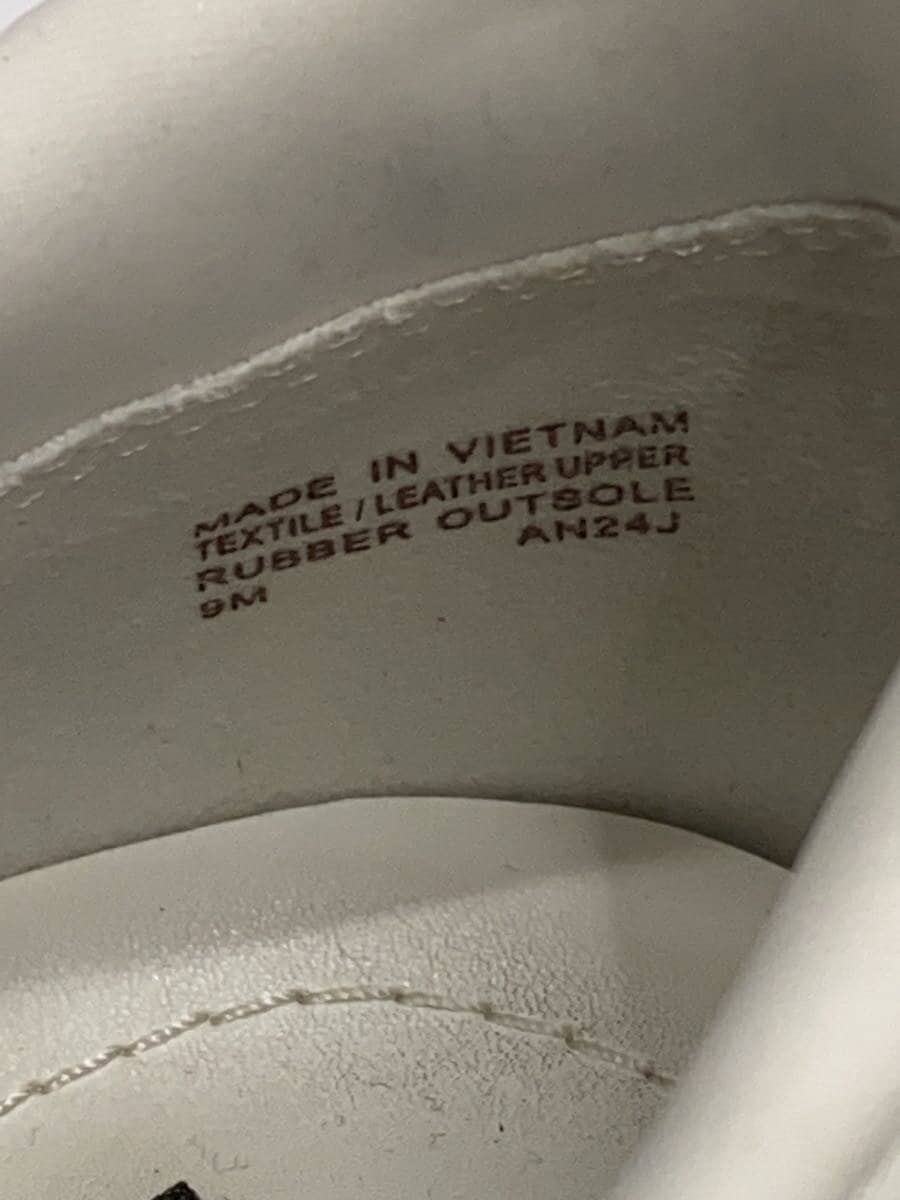 MADE IN VIETNAM
TEXTILE / LEATHER UPPER
RUBBER OUTSOLE
9M AN24J